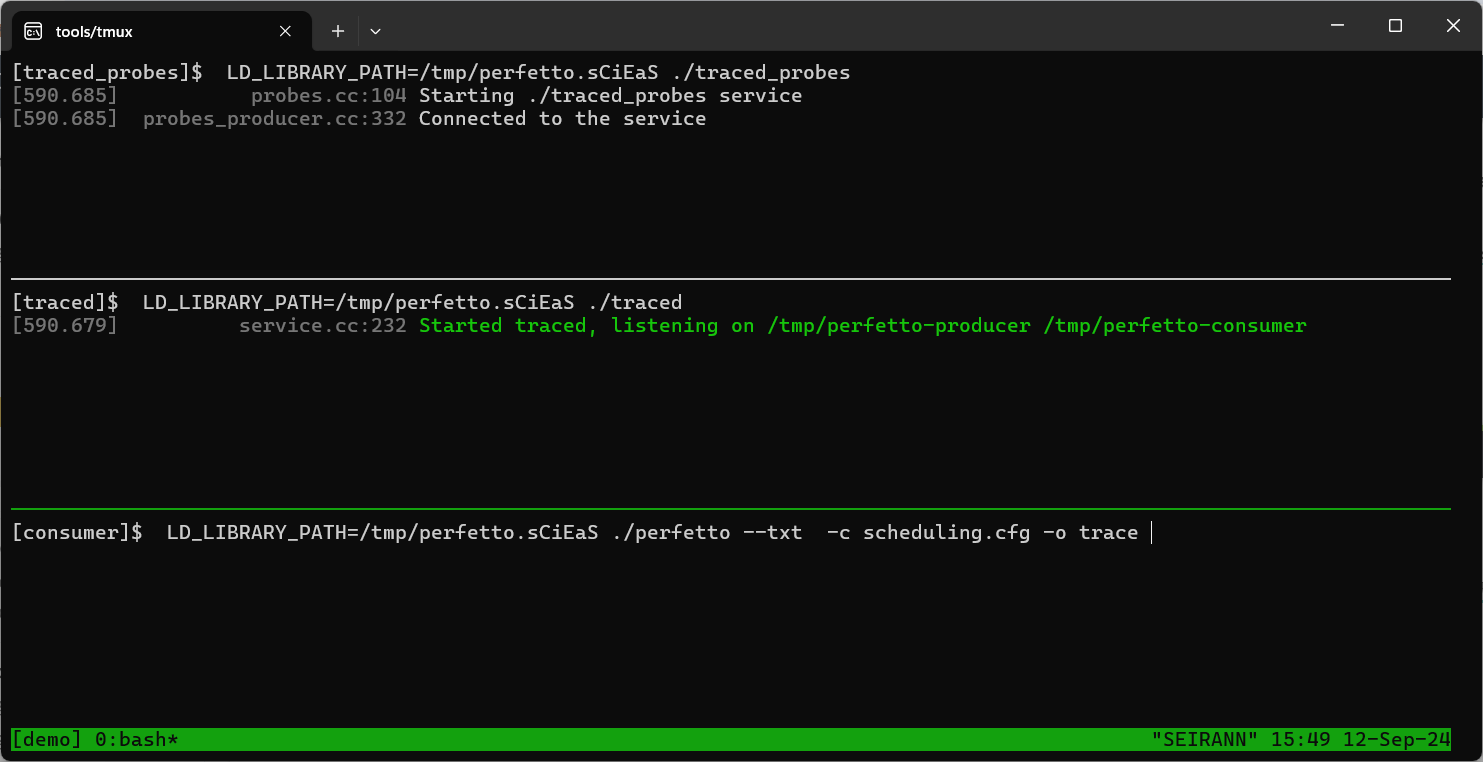 tools/tmux
[traced_probes]$  LD_LIBRARY_PATH=/tmp/perfetto.sCiEaS ./traced_probes
[590.685]           probes.cc:104 Starting ./traced_probes service
[590.685]  probes_producer.cc:332 Connected to the service
[traced]$  LD_LIBRARY_PATH=/tmp/perfetto.sCiEaS ./traced
[590.679]          service.cc:232 Started traced, listening on /tmp/perfetto-producer /tmp/perfetto-consumer
[consumer]$  LD_LIBRARY_PATH=/tmp/perfetto.sCiEaS ./perfetto --txt  -c scheduling.cfg -o trace
[demo] 0:bash* "SEIRANN" 15:49 12-Sep-24